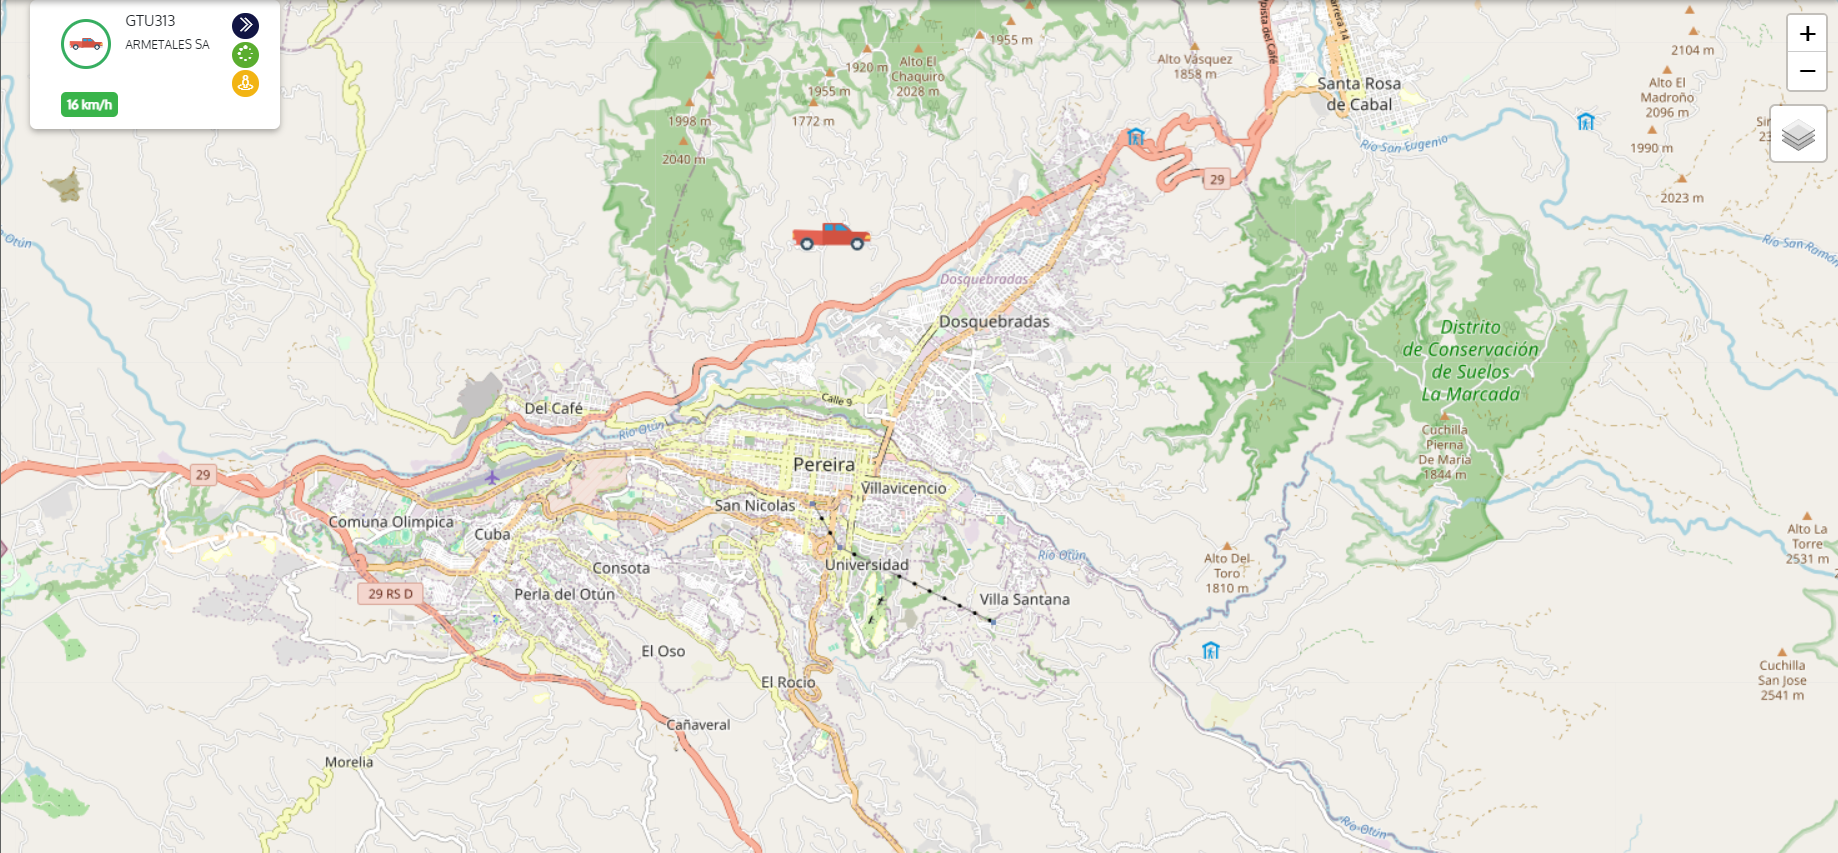 GTU313
ARMETALES SA
16 km/h
+
−
1955 m
Alto Vásquez
1858 m
2104 m
1920 m
Alto El
Chaquiro
2028 m
1955 m
1998 m
1772 m
2040 m
Santa Rosa
de Cabal
Alto El
Madroño
2096 m
1990 m
2023 m
Río San Eugenio
29
Río San Ramón
Dosquebradas
Dosquebradas
Distrito
de Conservación
de Suelos
La Marcada
Del Café
Calle 9
Río Otún
Cuchilla
Pierna
De María
1844 m
29
Pereira
Villavicencio
San Nicolas
Comuna Olimpica
Cuba
Río Otún
Alto La
Torre
2531 m
Alto Del
Toro
1810 m
Universidad
Consota
29 RS D
Perla del Otún
Villa Santana
El Oso
El Rocio
Cuchilla
San Jose
2541 m
Cañaveral
Morelia
Río Otún